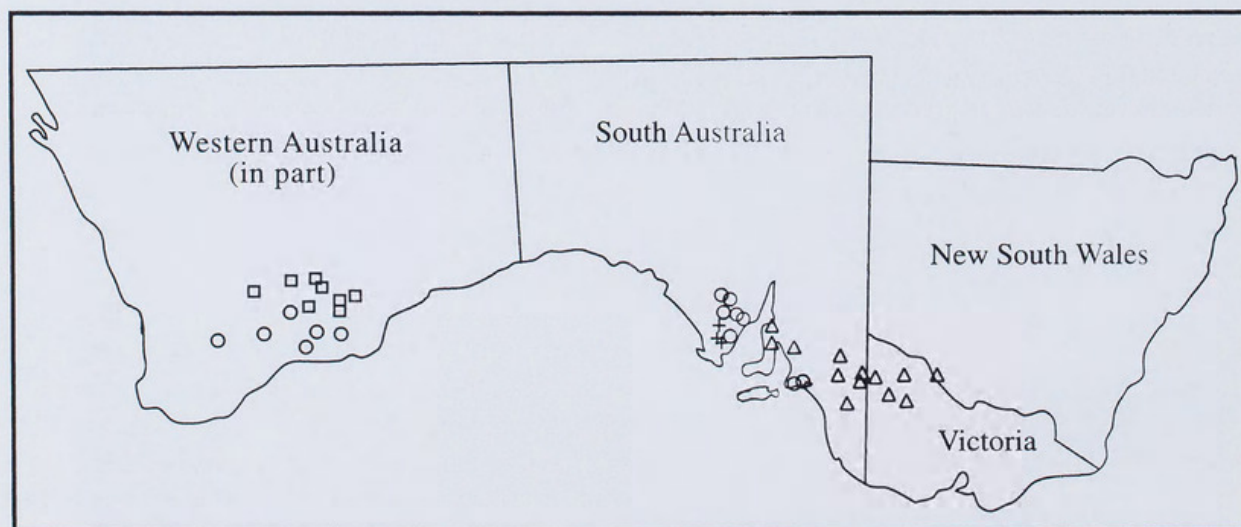 Western Australia
(in part)
South Australia
New South Wales
Victoria